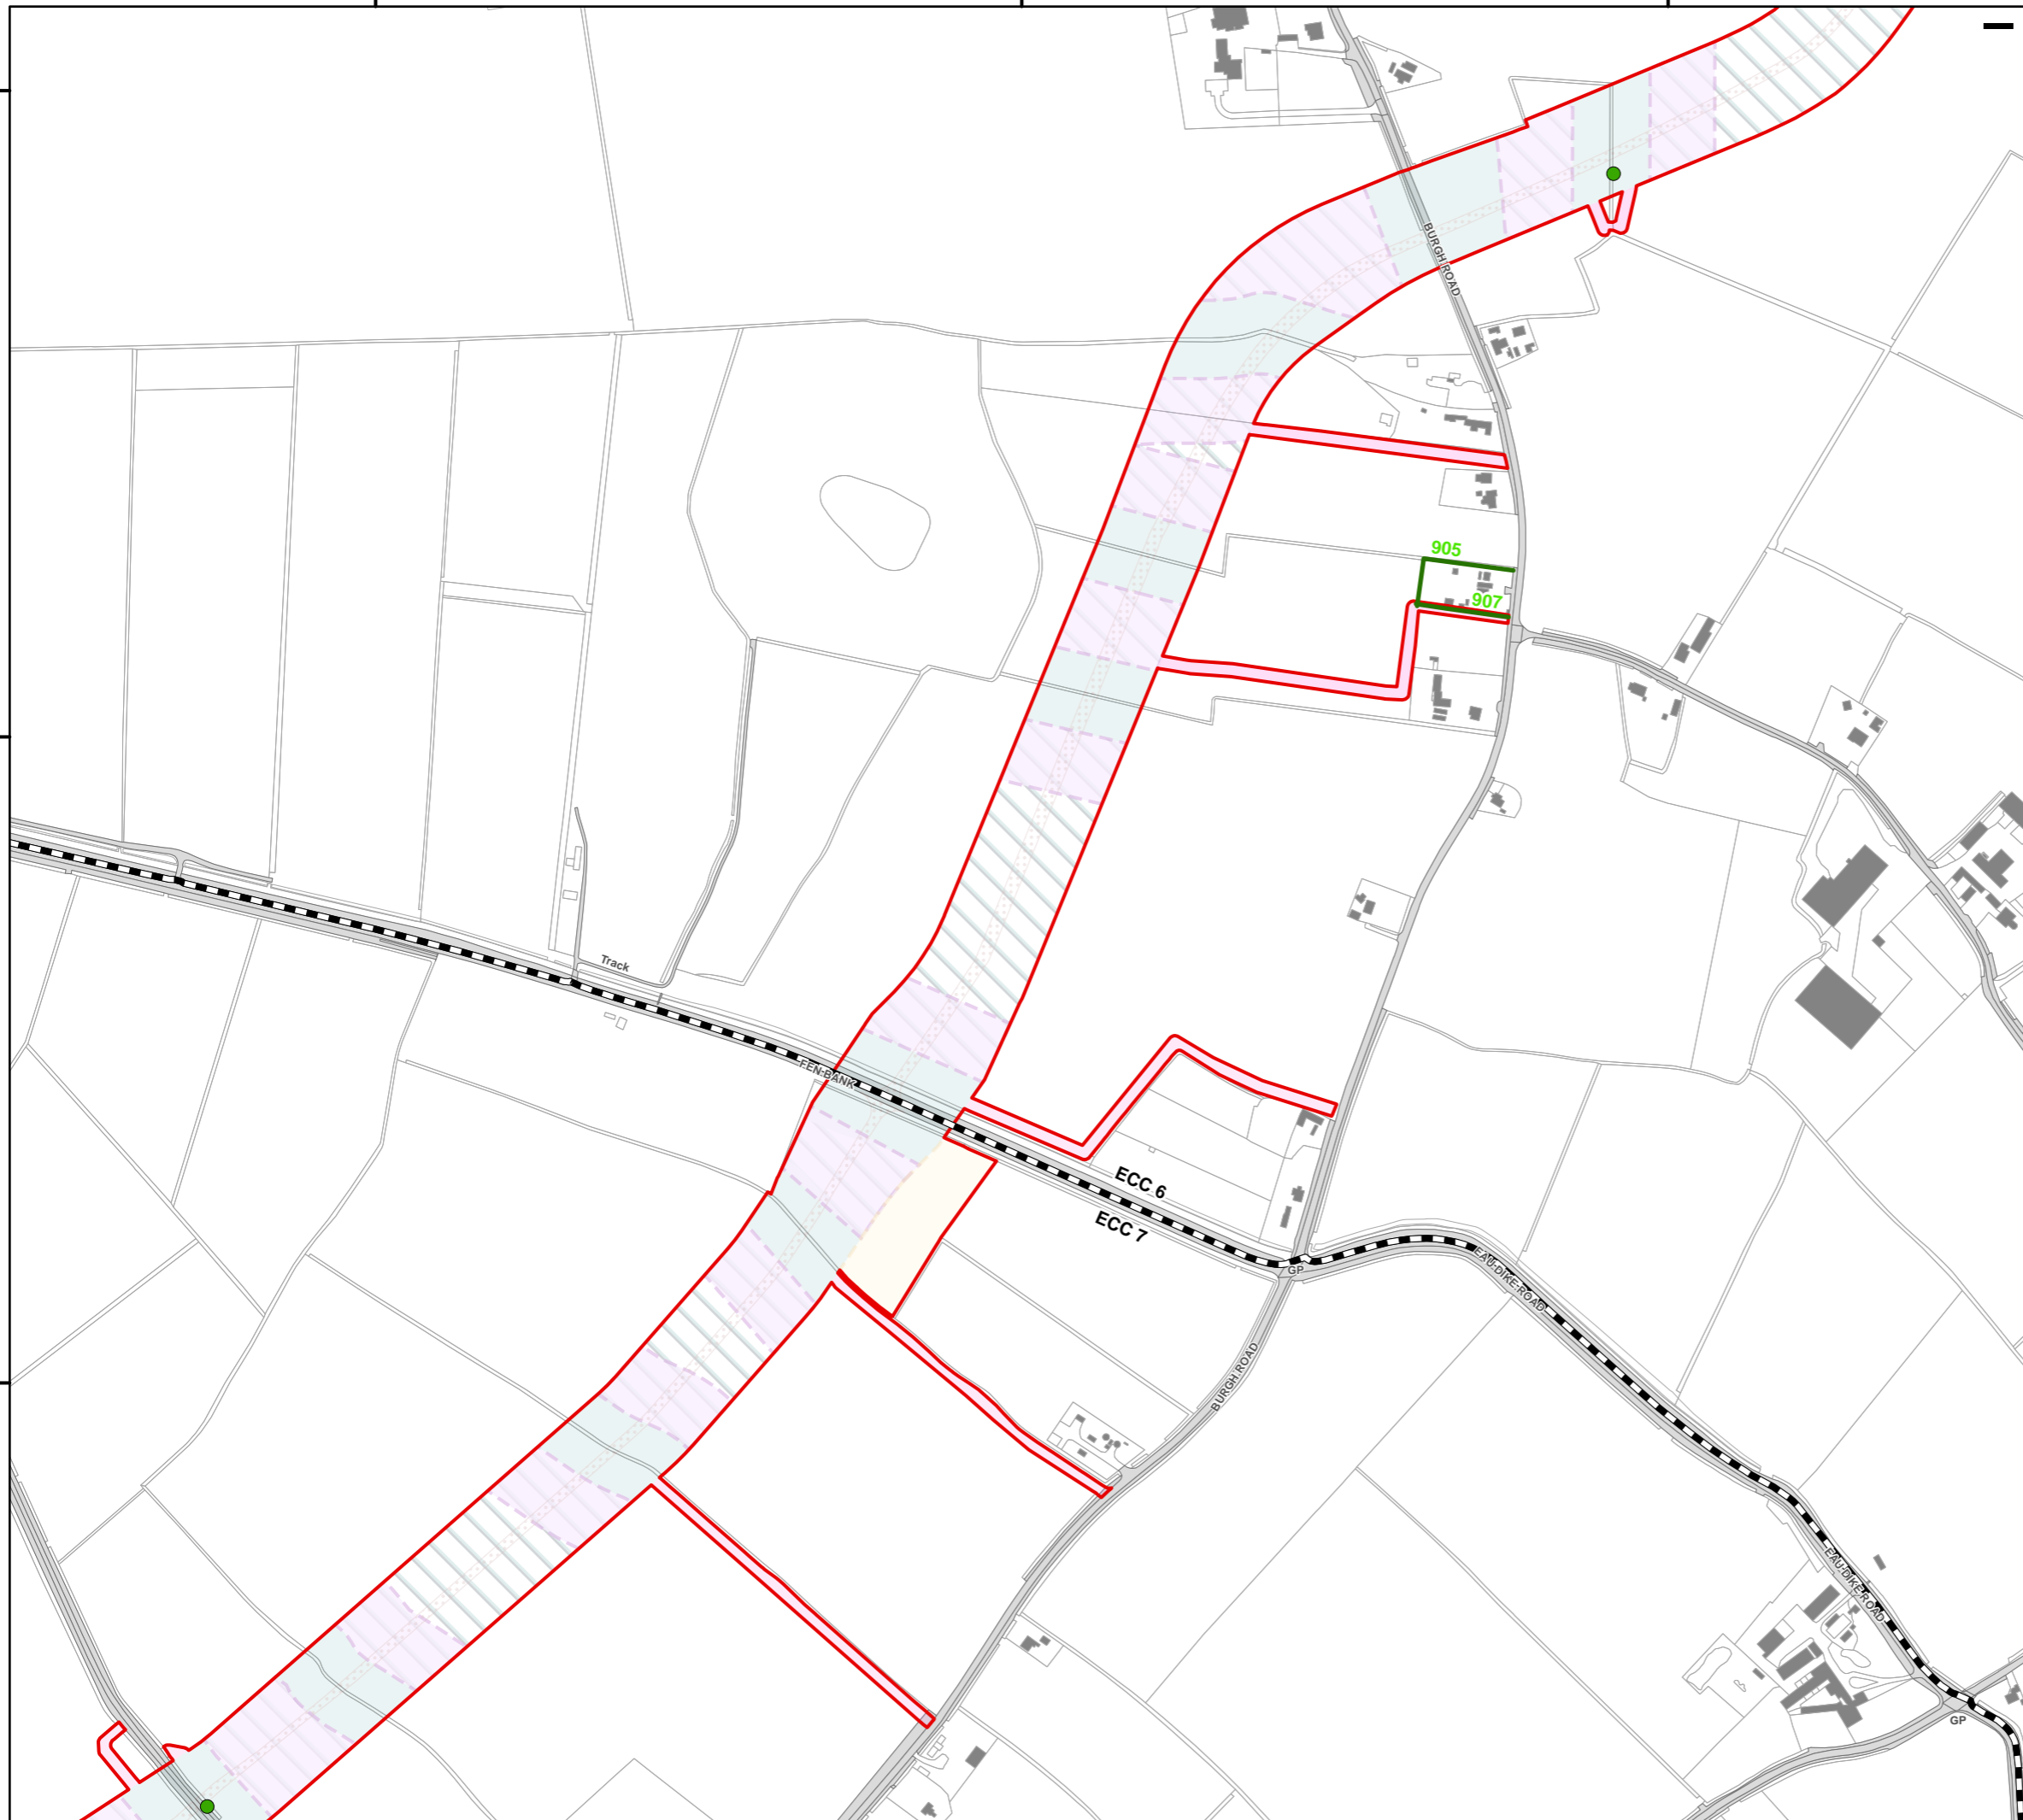 BURGH ROAD
905
907
Track
FEN BANK
ECC 6
ECC 7
GP
EAU DIKE ROAD
BURGH ROAD
EAU DIKE ROAD
GP